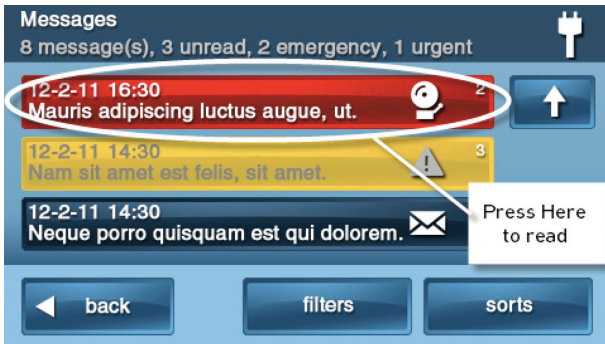 Messages
8 message(s), 3 unread, 2 emergency, 1 urgent
12-2-11 16:30
2
Mauris adipiscing luctus augue, ut.
12-2-11 14:30
3
Nam sit amet est felis, sit amet.
12-2-11 14:30
Neque porro quisquam est qui dolorem.
Press Here
to read
back
filters
sorts